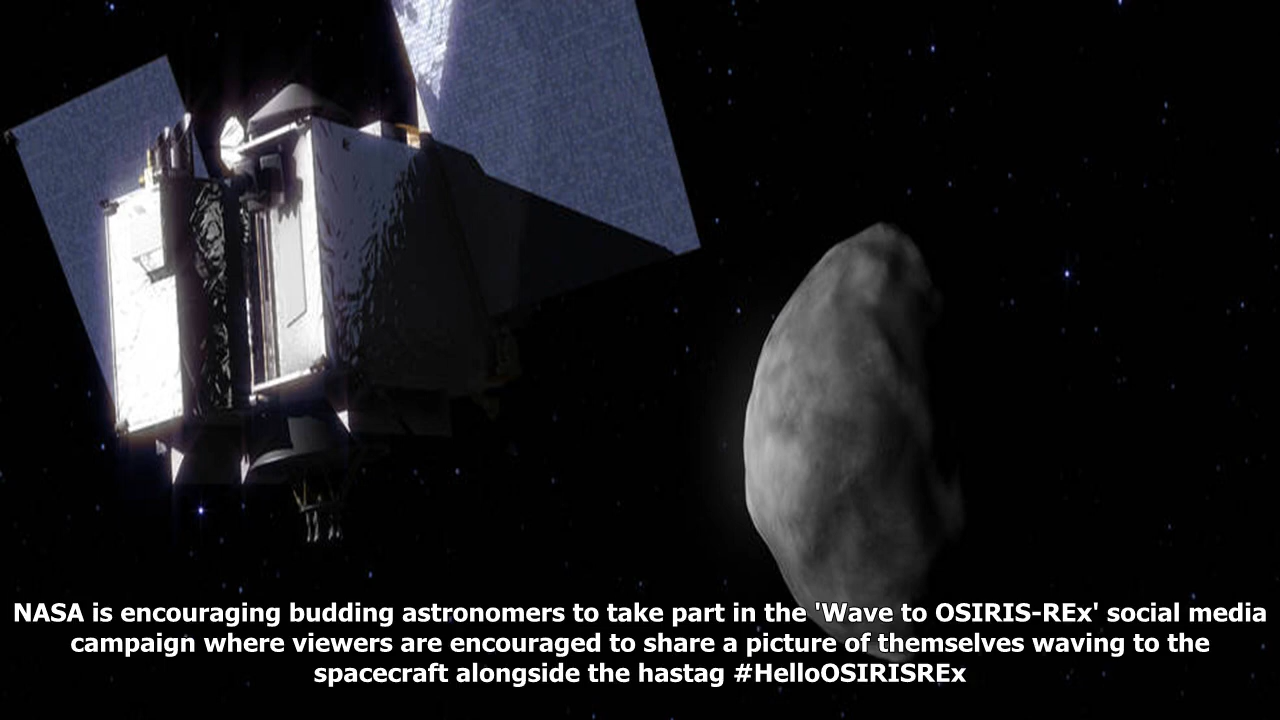 NASA is encouraging budding astronomers to take part in the 'Wave to OSIRIS-REx' social media
campaign where viewers are encouraged to share a picture of themselves waving to the
spacecraft alongside the hastag #HelloOSIRISREx